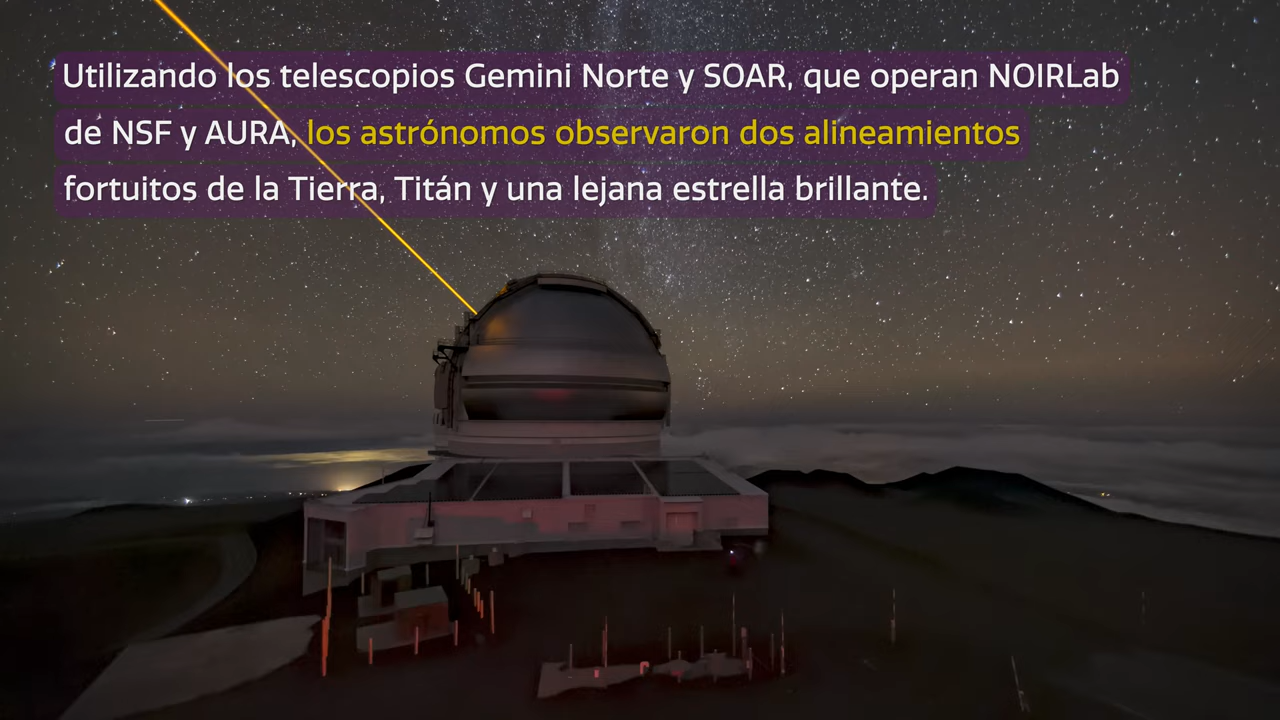 Utilizando los telescopios Gemini Norte y SOAR, que operan NOIRLab
de NSF y AURA, los astrónomos observaron dos alineamientos
fortuitos de la Tierra, Titán y una lejana estrella brillante.